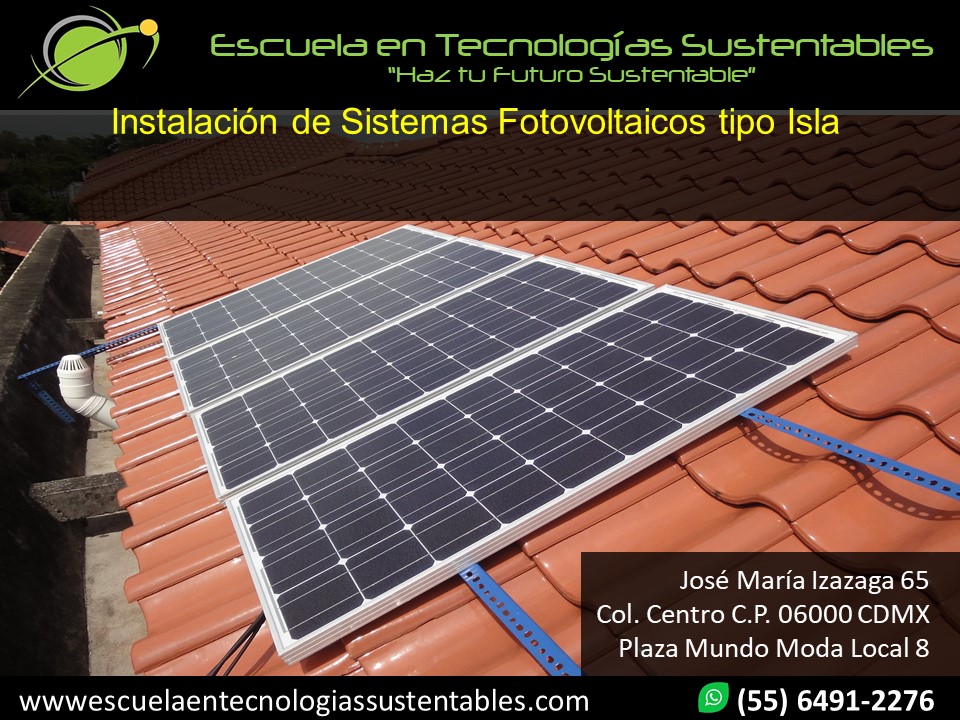 Escuela en Tecnologías Sustentables
"Haz tu Futuro Sustentable"
Instalación de Sistemas Fotovoltaicos tipo Isla
José María Izazaga 65
Col. Centro C.P. 06000 CDMX
Plaza Mundo Moda Local 8
wwwescuelaentecnologiassustentables.com
(55) 6491-2276